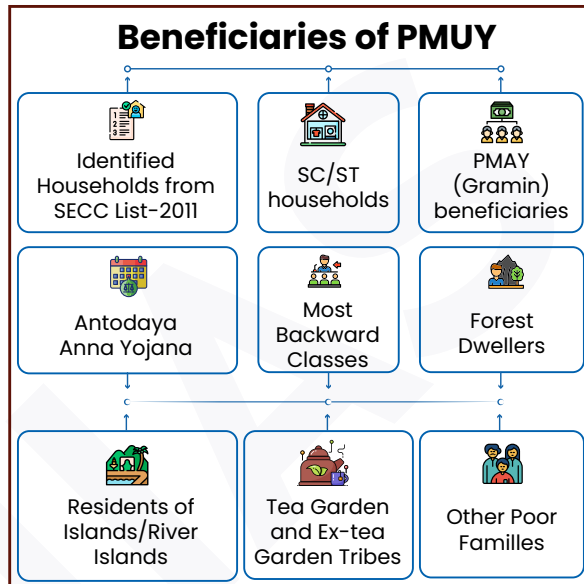 Beneficiaries of PMUY
Identified
Households from
SECC List-2011
SC/ST
households
PMAY
(Gramin)
beneficiaries
Antodaya
Anna Yojana
Most
Backward
Classes
Forest
Dwellers
Residents of
Islands/River
Islands
Tea Garden
and Ex-tea
Garden Tribes
Other Poor
Familles